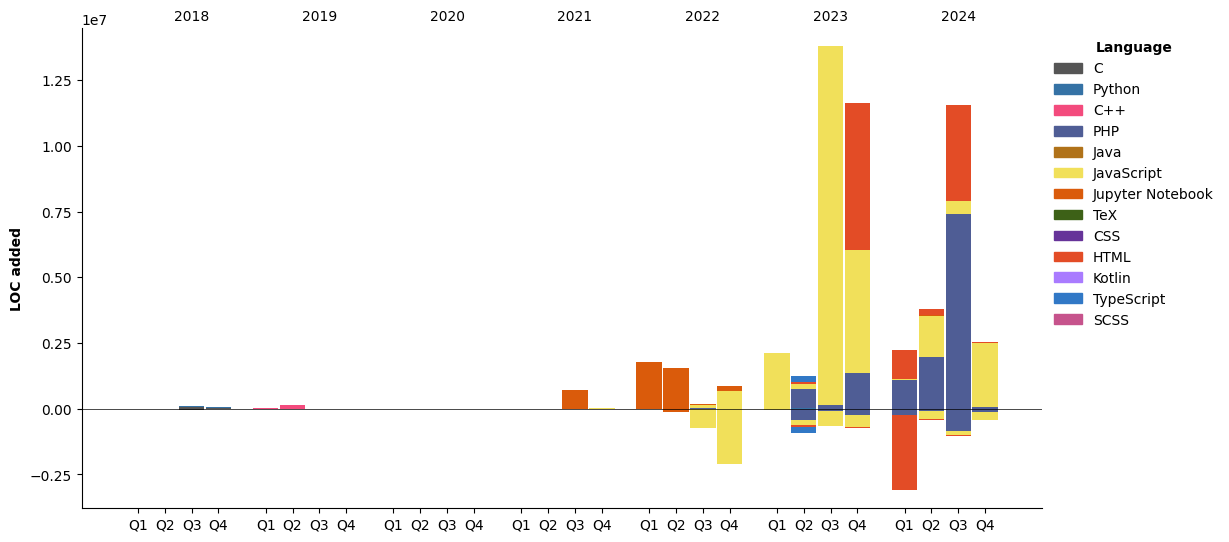 2018 2019 2020 2021 2022 2023 2024
1e7
Language
C
Python
C++
PHP
Java
JavaScript
Jupyter Notebook
TeX
CSS
HTML
Kotlin
TypeScript
SCSS
LOC added
1.25
1.00
0.75
0.50
0.25
0.00
−0.25
Q1 Q2 Q3 Q4 Q1 Q2 Q3 Q4 Q1 Q2 Q3 Q4 Q1 Q2 Q3 Q4 Q1 Q2 Q3 Q4 Q1 Q2 Q3 Q4 Q1 Q2 Q3 Q4